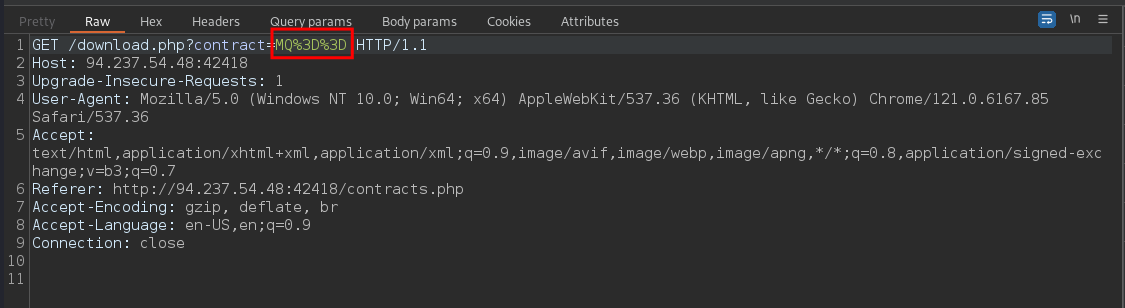 Pretty Raw Hex Headers Query params Body params Cookies Attributes \n
1 GET /download.php?contract=MQ%3D%3D HTTP/1.1
2 Host: 94.237.54.48:42418
3 Upgrade-Insecure-Requests: 1
4 User-Agent: Mozilla/5.0 (Windows NT 10.0; Win64; x64) AppleWebKit/537.36 (KHTML, like Gecko) Chrome/121.0.6167.85
Safari/537.36
5 Accept:
text/html,application/xhtml+xml,application/xml;q=0.9,image/avif,image/webp,image/apng,*/*;q=0.8,application/signed-exc
hange;v=b3;q=0.7
6 Referer: http://94.237.54.48:42418/contracts.php
7 Accept-Encoding: gzip, deflate, br
8 Accept-Language: en-US,en;q=0.9
9 Connection: close
10
11